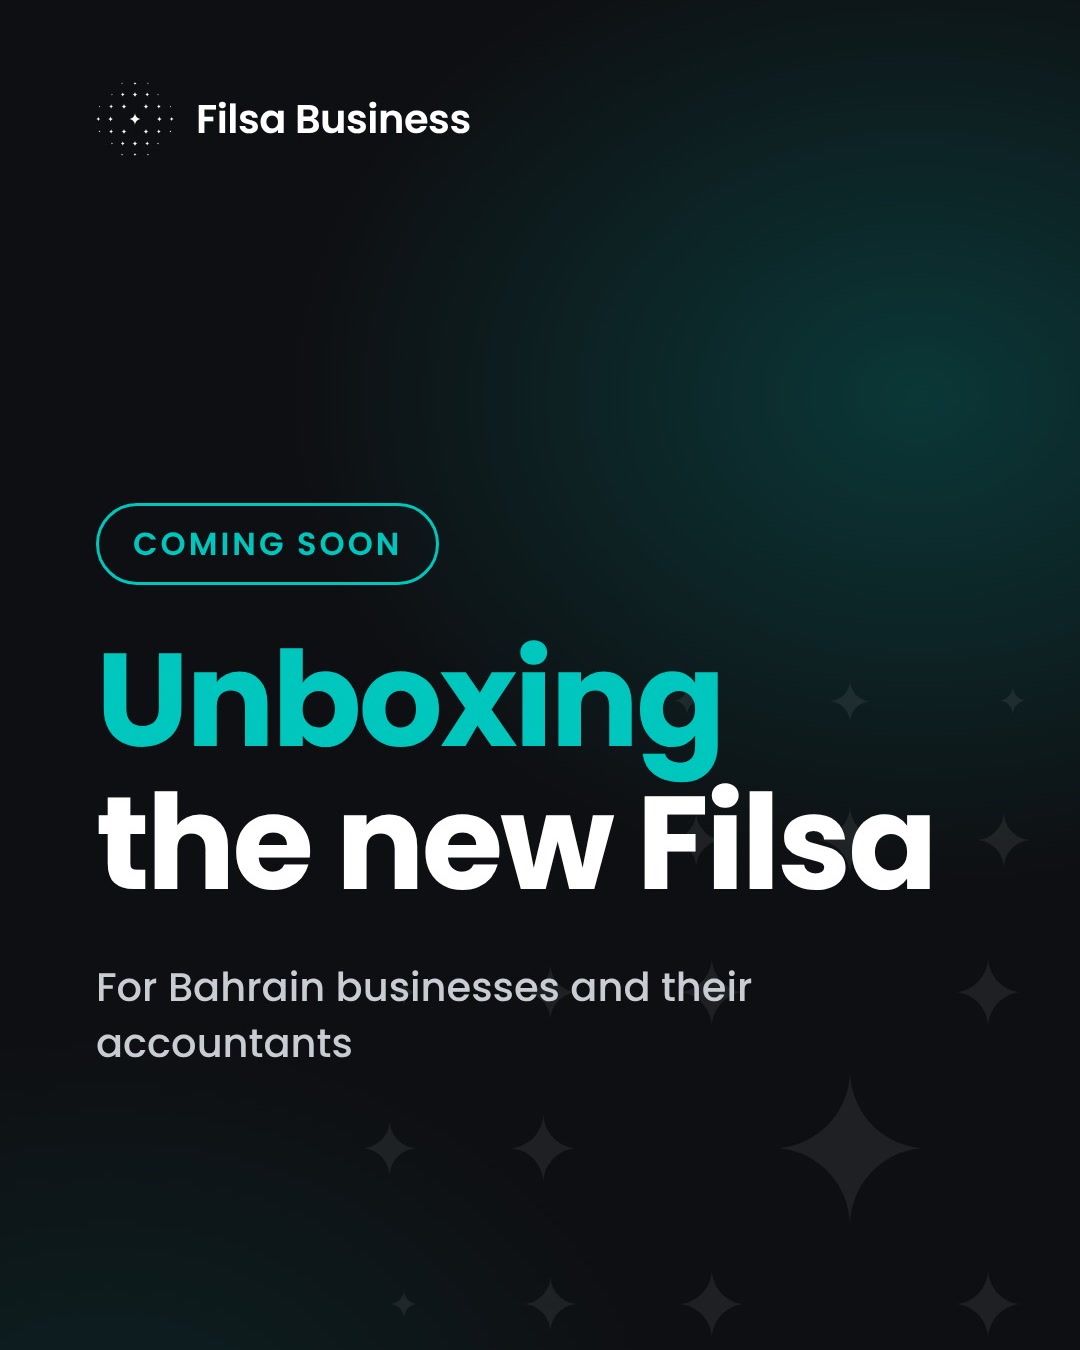 Filsa Business
COMING SOON
Unboxing
the new Filsa
For Bahrain businesses and their
accountants